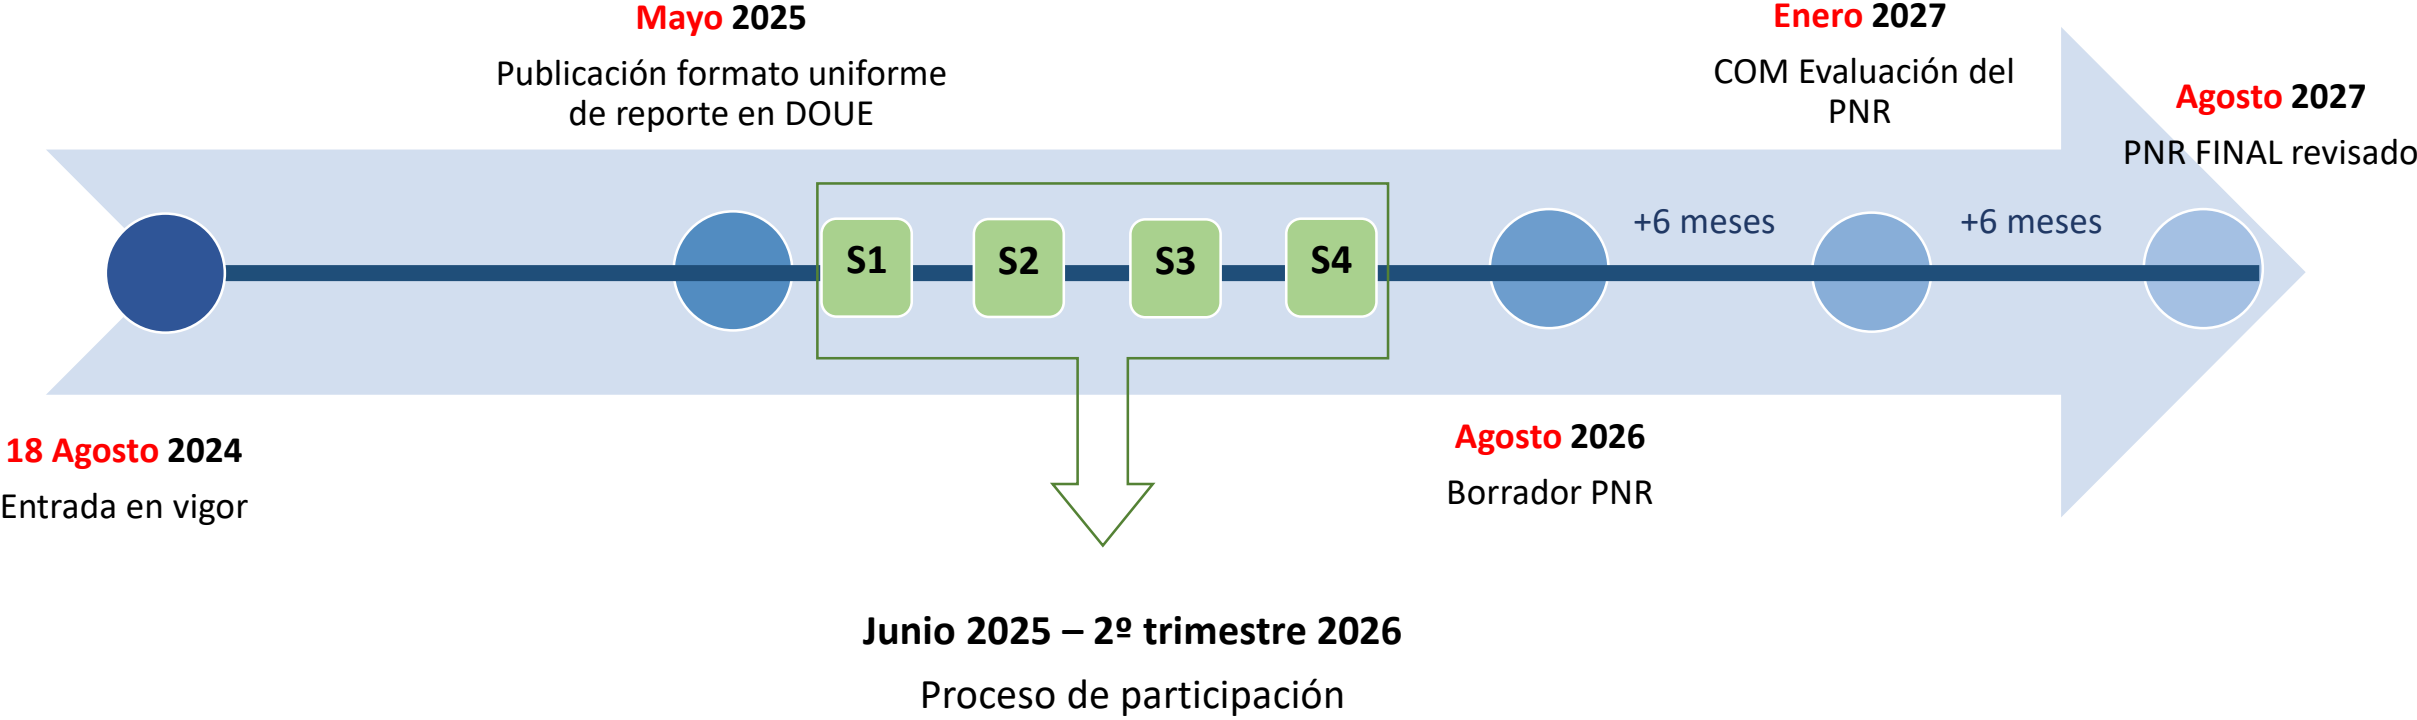 Mayo 2025
Publicación formato uniforme
de reporte en DOUE
Enero 2027
COM Evaluación del
PNR
Agosto 2027
PNR FINAL revisado
S1
S2
S3
S4
+6 meses
+6 meses
18 Agosto 2024
Entrada en vigor
Agosto 2026
Borrador PNR
Junio 2025 – 2º trimestre 2026
Proceso de participación